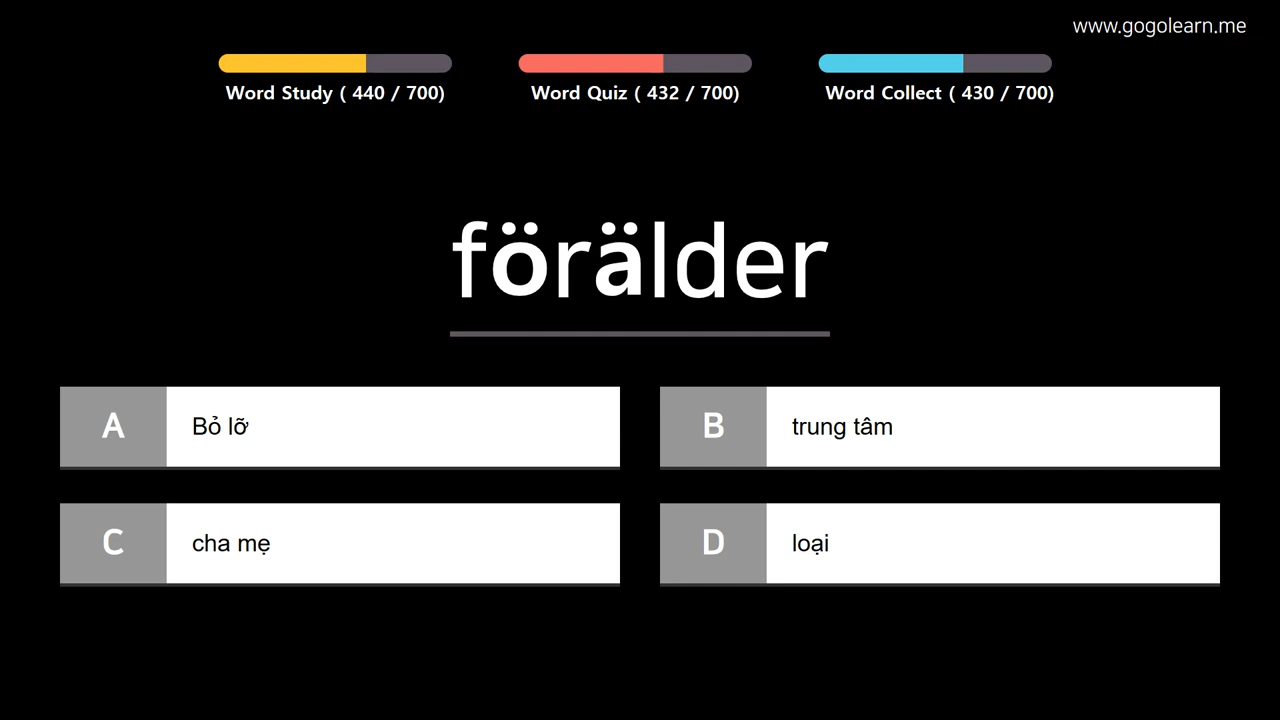 www.gogolearn.me
Word Study ( 440 / 700)
Word Quiz ( 432 / 700)
Word Collect ( 430 / 700)
förälder
A Bỏ lỡ
B trung tâm
C cha mẹ
D loại